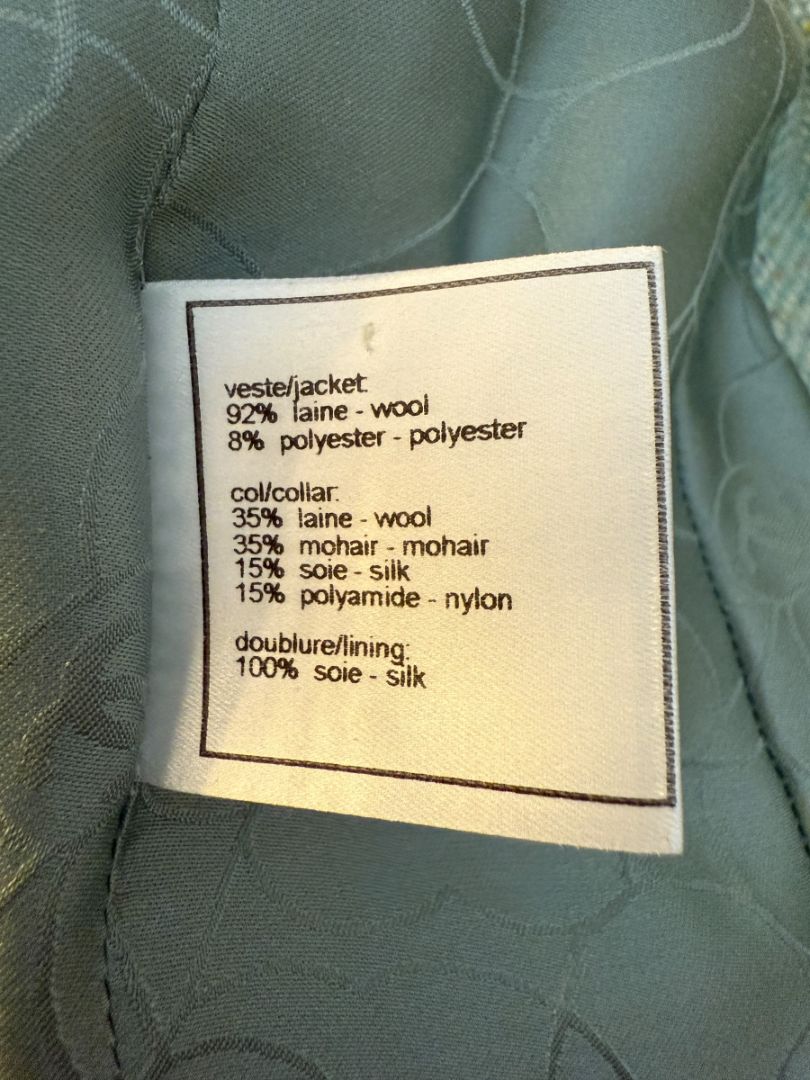 veste/jacket:
92% laine - wool
8% polyester - polyester
col/collar:
35% laine - wool
35% mohair - mohair
15% soie - silk
15% polyamide - nylon
doublure/lining:
100% soie - silk